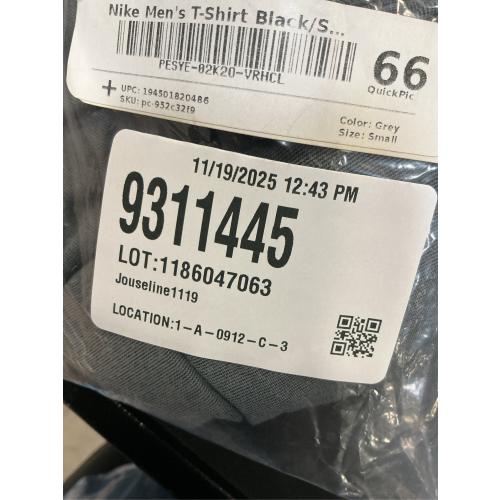 Nike Men's T-Shirt Black/S...
PESYE-02K20-VRHCL
66
QuickPic
+ UPC: 194501820486
SKU: pc-952c32f9
Color: Grey
Size: Small
11/19/2025 12:43 PM
9311445
LOT:1186047063
Jouseline1119
LOCATION:1-A-0912-C-3